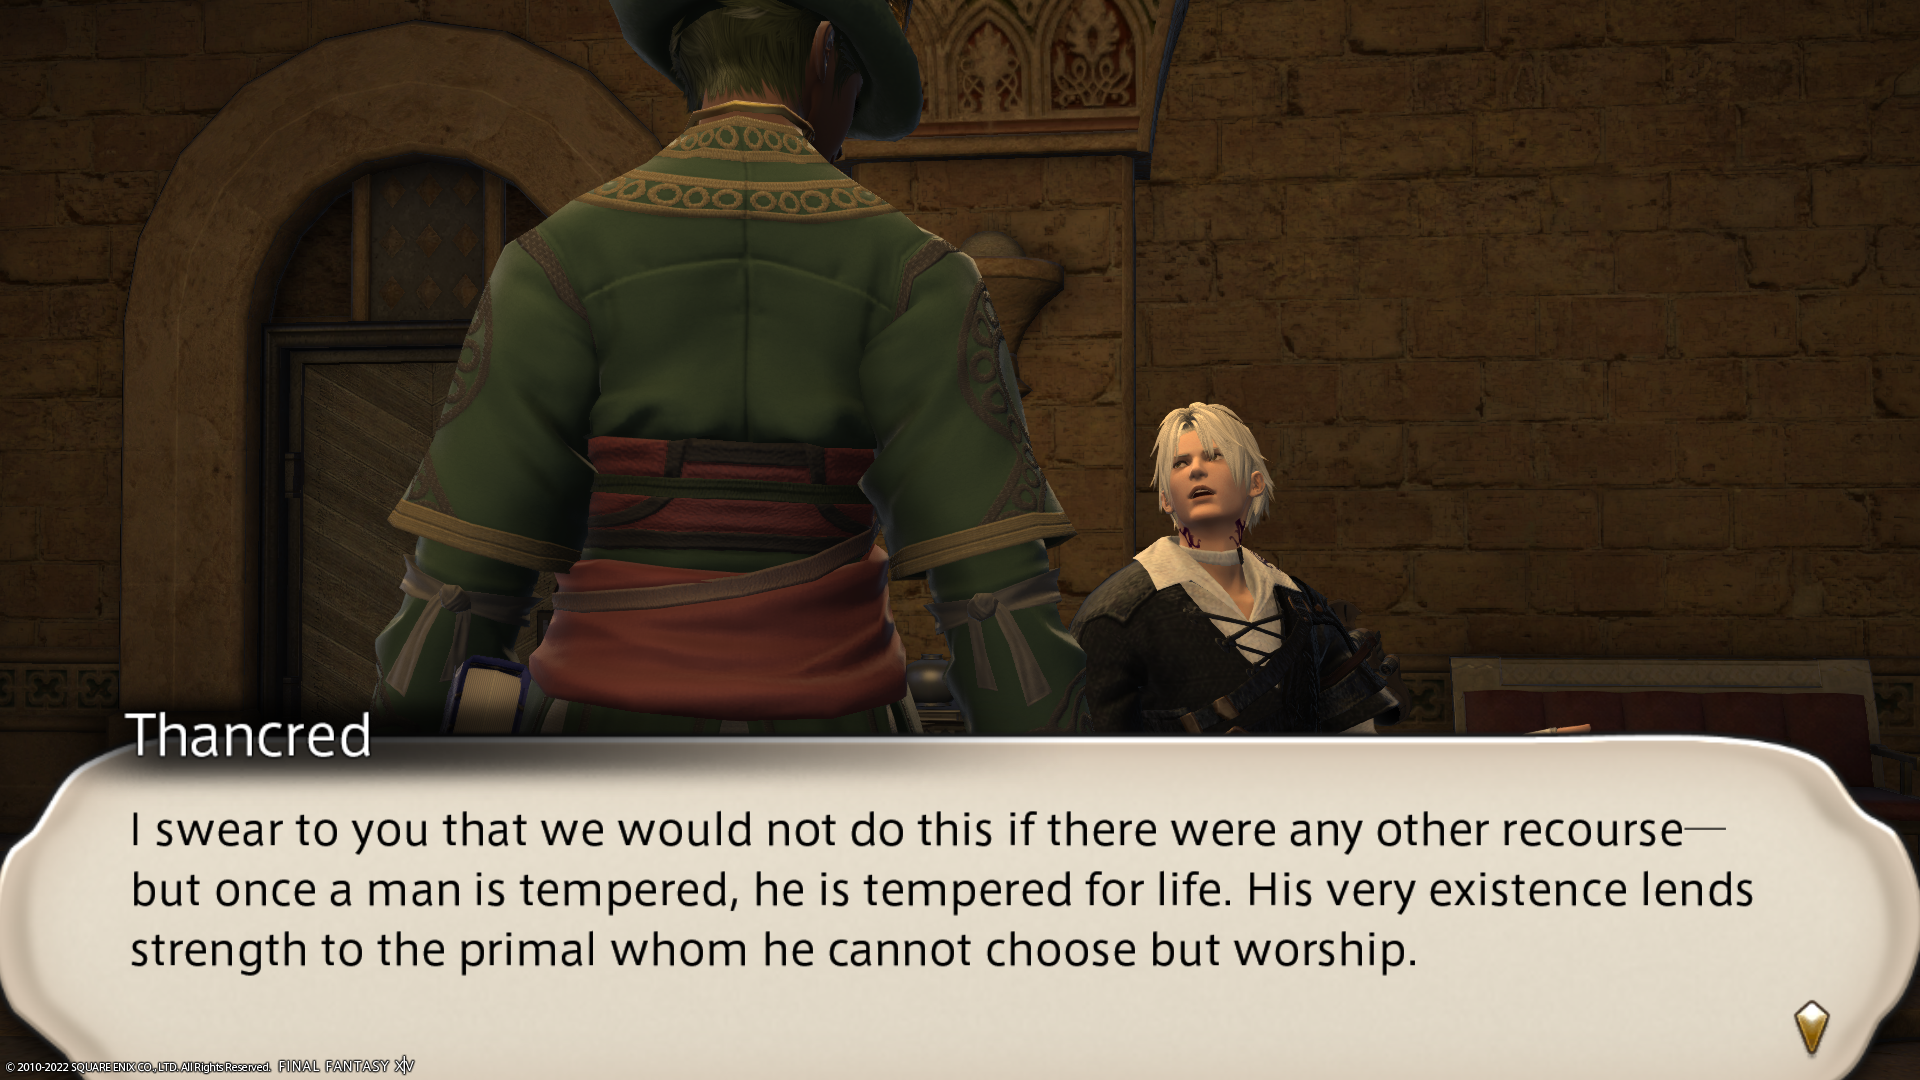 Thancred
I swear to you that we would not do this if there were any other recourse—
but once a man is tempered, he is tempered for life. His very existence lends
strength to the primal whom he cannot choose but worship.
© 2010-2022 SQUARE ENIX CO., LTD. All Rights Reserved. FINAL FANTASY XIV